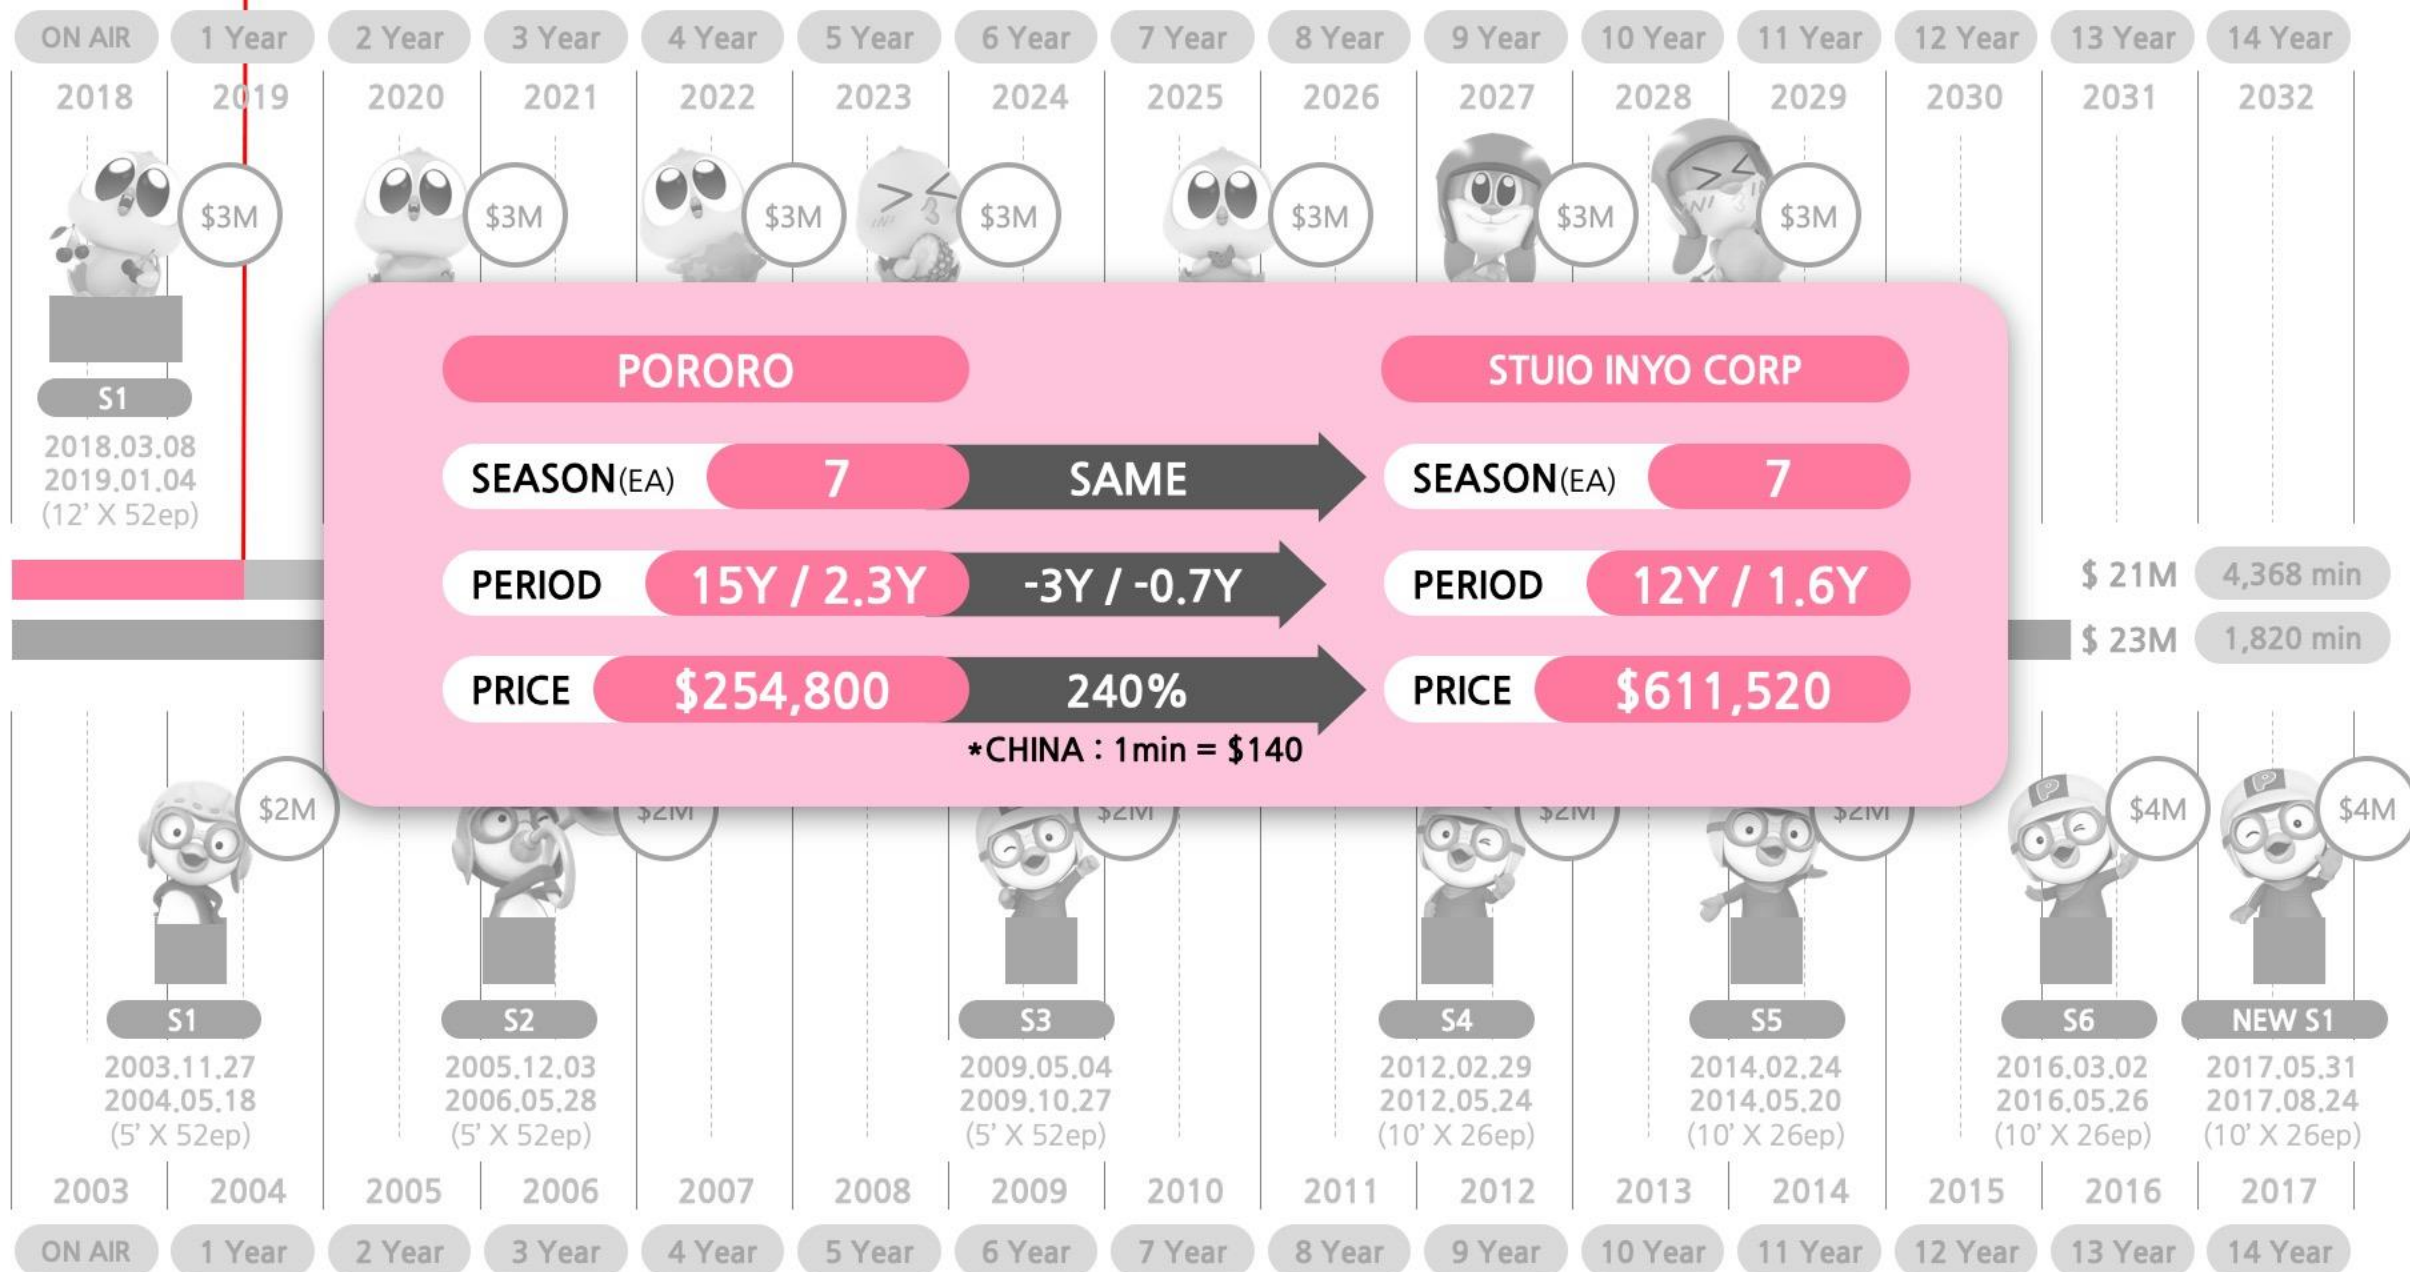 ON AIR 1 Year 2 Year 3 Year 4 Year 5 Year 6 Year 7 Year 8 Year 9 Year 10 Year 11 Year 12 Year 13 Year 14 Year
2018 2019 2020 2021 2022 2023 2024 2025 2026 2027 2028 2029 2030 2031 2032
$3M $3M $3M $3M $3M $3M $3M
S1
2018.03.08
2019.01.04
(12' X 52ep)
PORORO STUIO INYO CORP
SEASON(EA) 7 SAME SEASON(EA) 7
PERIOD 15Y / 2.3Y -3Y / -0.7Y PERIOD 12Y / 1.6Y
PRICE $254,800 240% PRICE $611,520
*CHINA : 1min = $140
$ 21M 4,368 min
$ 23M 1,820 min
$2M $2M $2M $2M $2M $4M $4M
S1 S2 S3 S4 S5 S6 NEW S1
2003.11.27 2005.12.03 2009.05.04 2012.02.29 2014.02.24 2016.03.02 2017.05.31
2004.05.18 2006.05.28 2009.10.27 2012.05.24 2014.05.20 2016.05.26 2017.08.24
(5' X 52ep) (5' X 52ep) (5' X 52ep) (10' X 26ep) (10' X 26ep) (10' X 26ep) (10' X 26ep)
2003 2004 2005 2006 2007 2008 2009 2010 2011 2012 2013 2014 2015 2016 2017
ON AIR 1 Year 2 Year 3 Year 4 Year 5 Year 6 Year 7 Year 8 Year 9 Year 10 Year 11 Year 12 Year 13 Year 14 Year